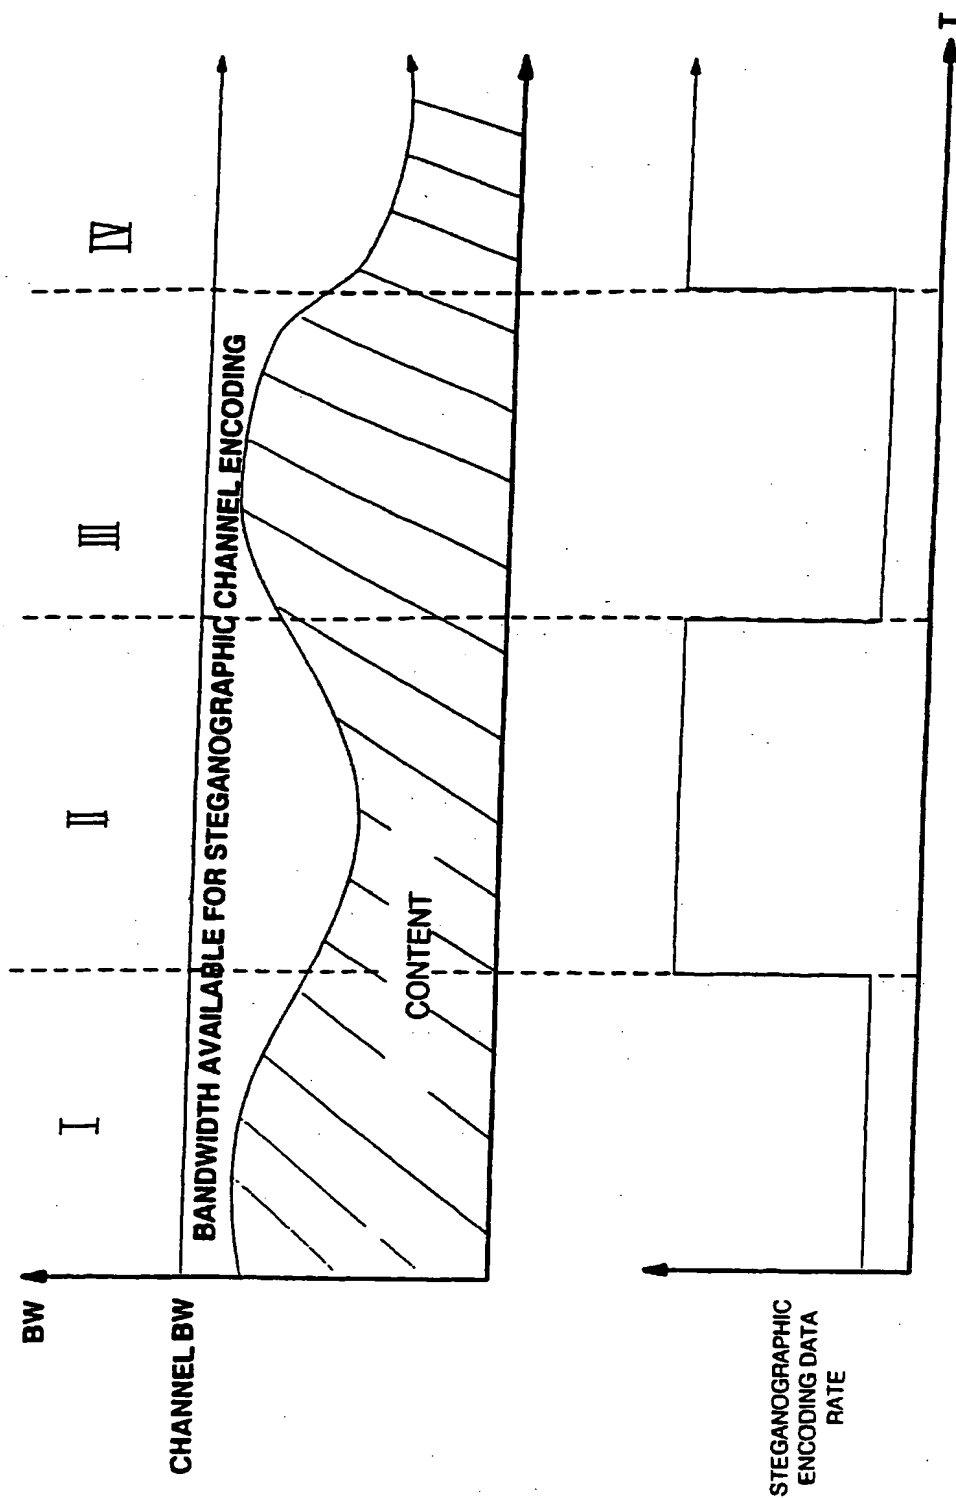 BW
I
II
III
IV
CHANNEL BW
BANDWIDTH AVAILABLE FOR STEGANOGRAPHIC CHANNEL ENCODING
CONTENT
STEGANOGRAPHIC
ENCODING DATA
RATE
T